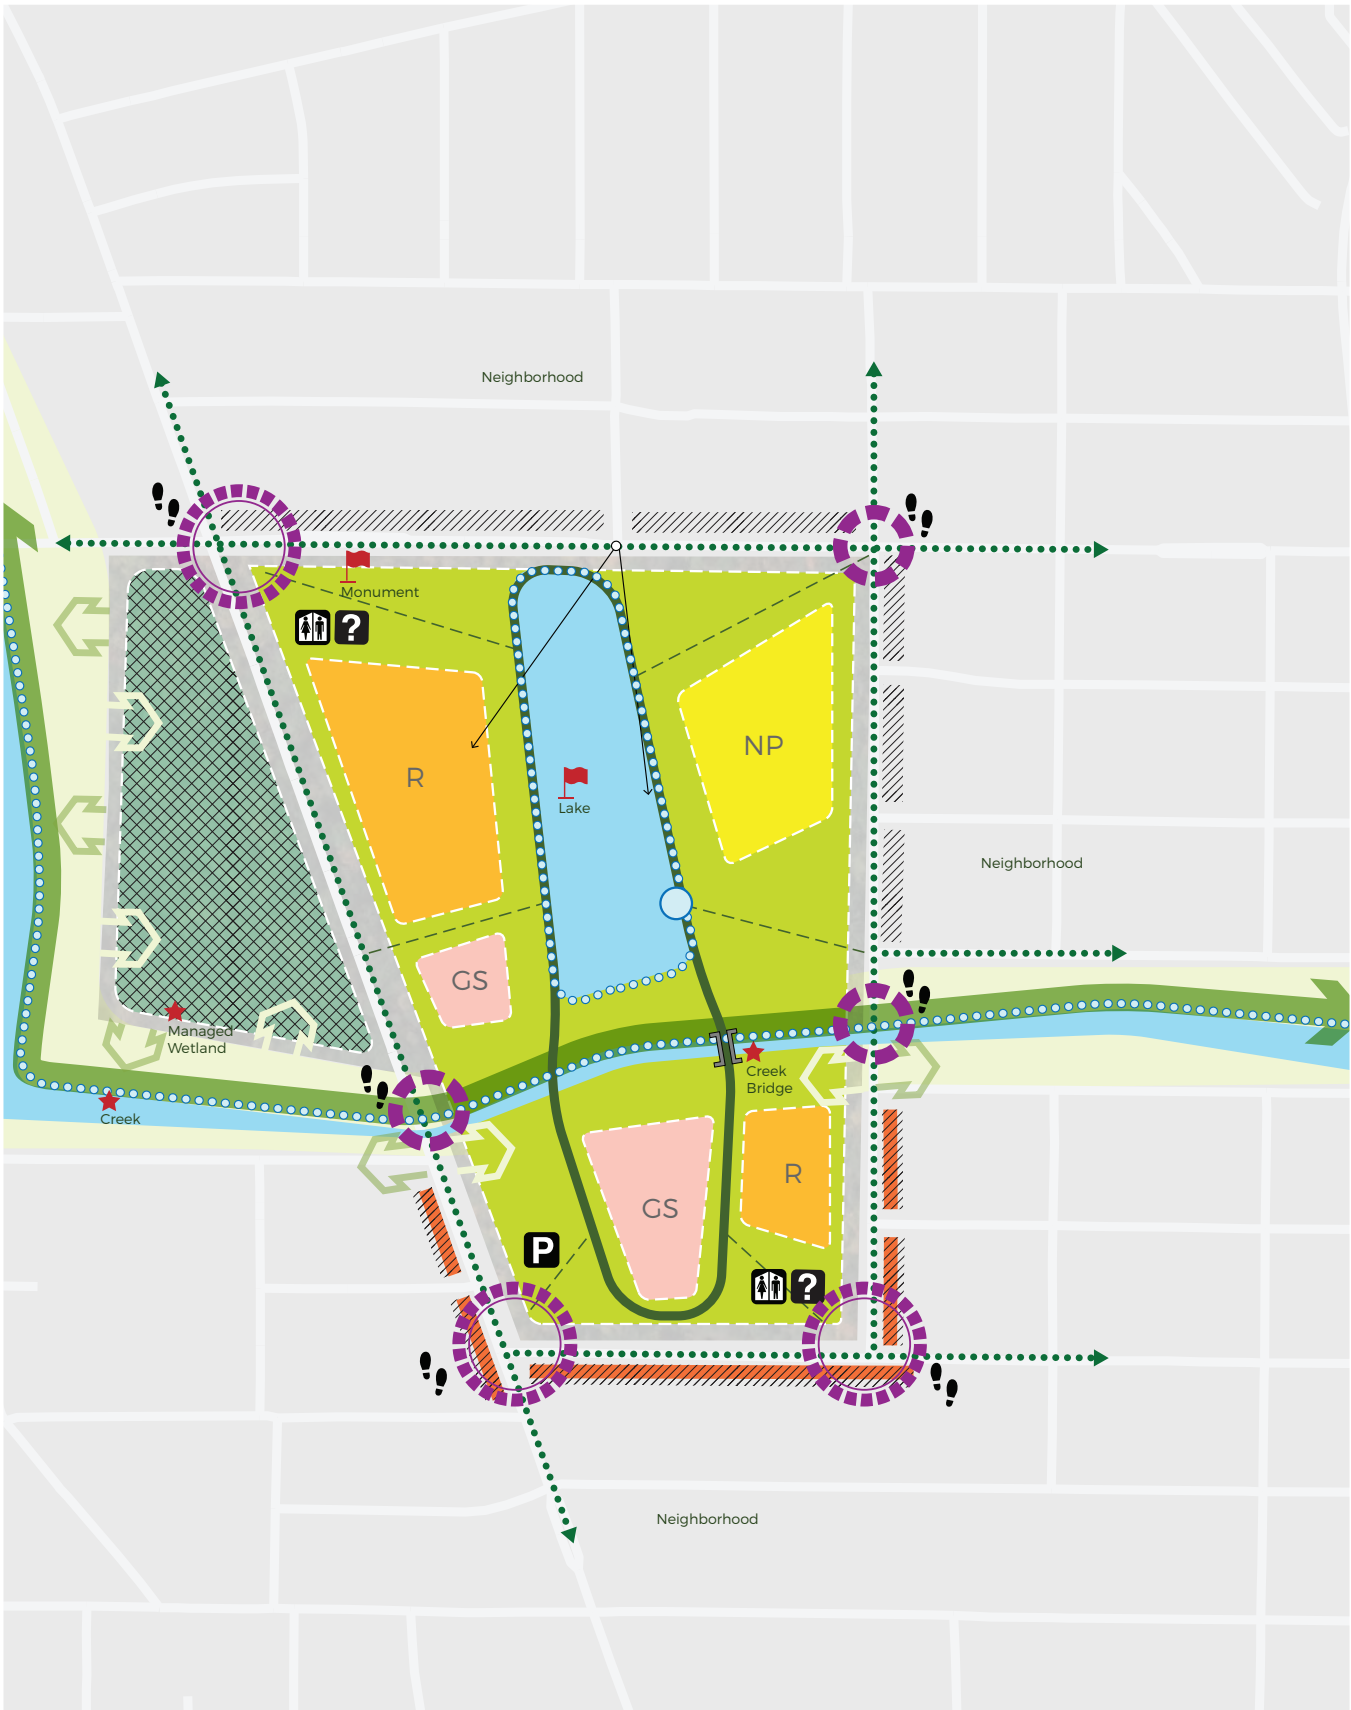 Neighborhood
Monument
?
R
NP
Lake
Neighborhood
GS
Managed
Wetland
Creek
Creek
Bridge
R
GS
P
?
Neighborhood